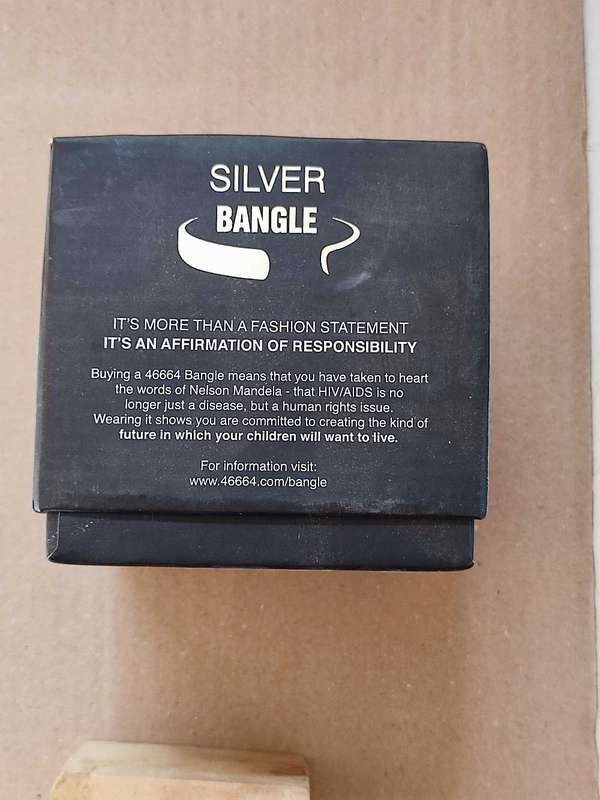 SILVER
BANGLE
IT'S MORE THAN A FASHION STATEMENT
IT'S AN AFFIRMATION OF RESPONSIBILITY
Buying a 46664 Bangle means that you have taken to heart
the words of Nelson Mandela - that HIV/AIDS is no
longer just a disease, but a human rights issue.
Wearing it shows you are committed to creating the kind of
future in which your children will want to live.
For information visit:
www.46664.com/bangle